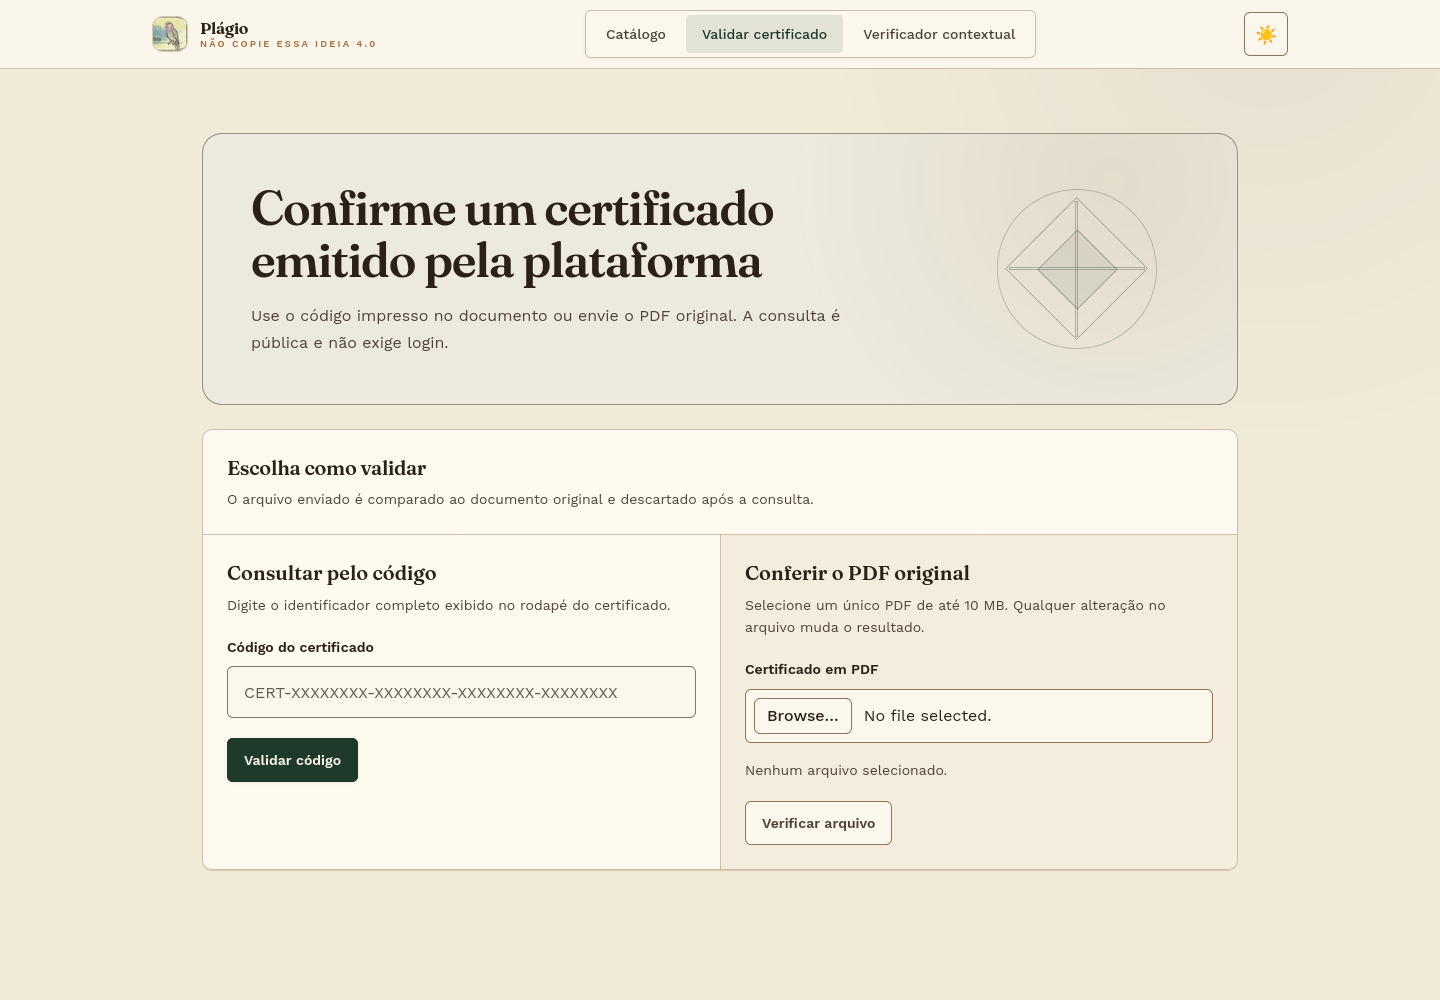 Plágio
NÃO COPIE ESSA IDEIA 4.0
Catálogo
Validar certificado
Verificador contextual
Confirme um certificado
emitido pela plataforma
Use o código impresso no documento ou envie o PDF original. A consulta é
pública e não exige login.
Escolha como validar
O arquivo enviado é comparado ao documento original e descartado após a consulta.
Consultar pelo código
Digite o identificador completo exibido no rodapé do certificado.
Código do certificado
CERT-XXXXXXXX-XXXXXXXX-XXXXXXXX-XXXXXXXX
Validar código
Conferir o PDF original
Selecione um único PDF de até 10 MB. Qualquer alteração no
arquivo muda o resultado.
Certificado em PDF
Browse... No file selected.
Nenhum arquivo selecionado.
Verificar arquivo